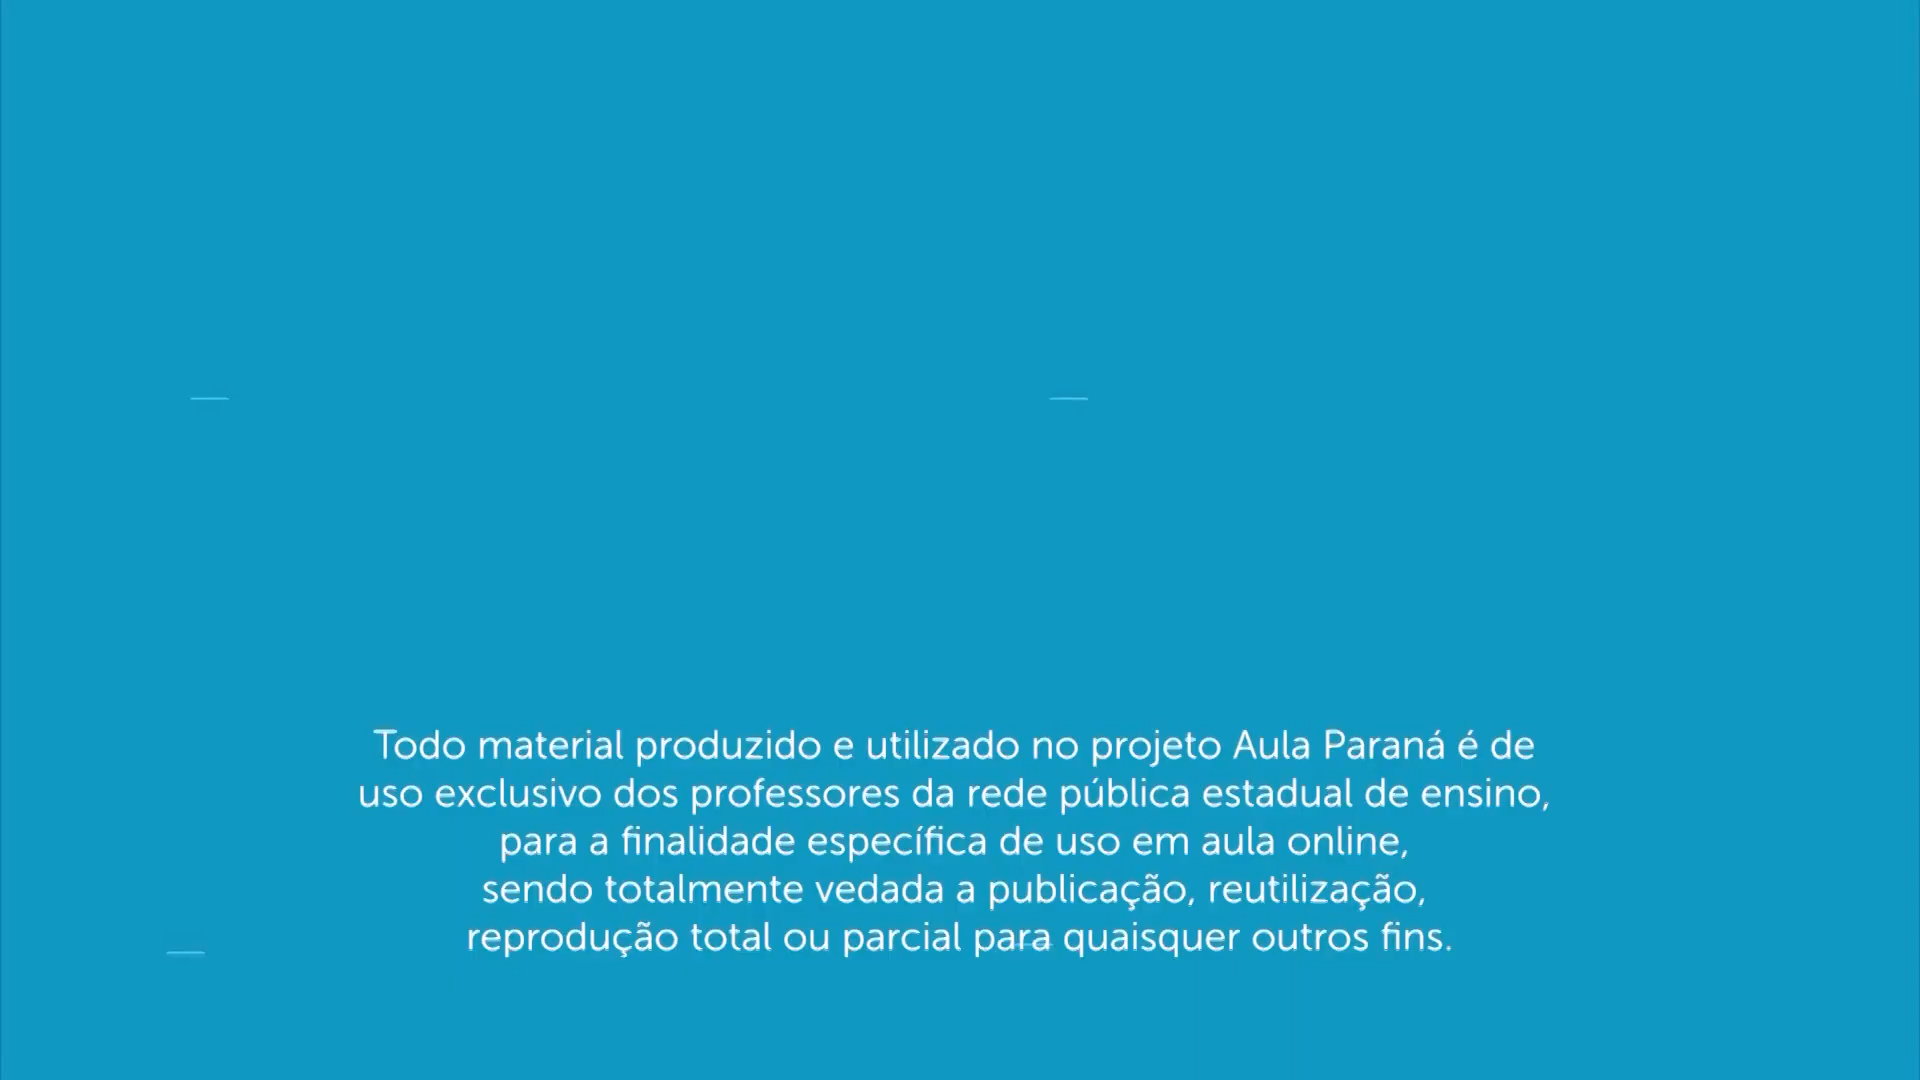 Todo material produzido e utilizado no projeto Aula Paraná é de
uso exclusivo dos professores da rede pública estadual de ensino,
para a finalidade específica de uso em aula online,
sendo totalmente vedada a publicação, reutilização,
reprodução total ou parcial para quaisquer outros fins.